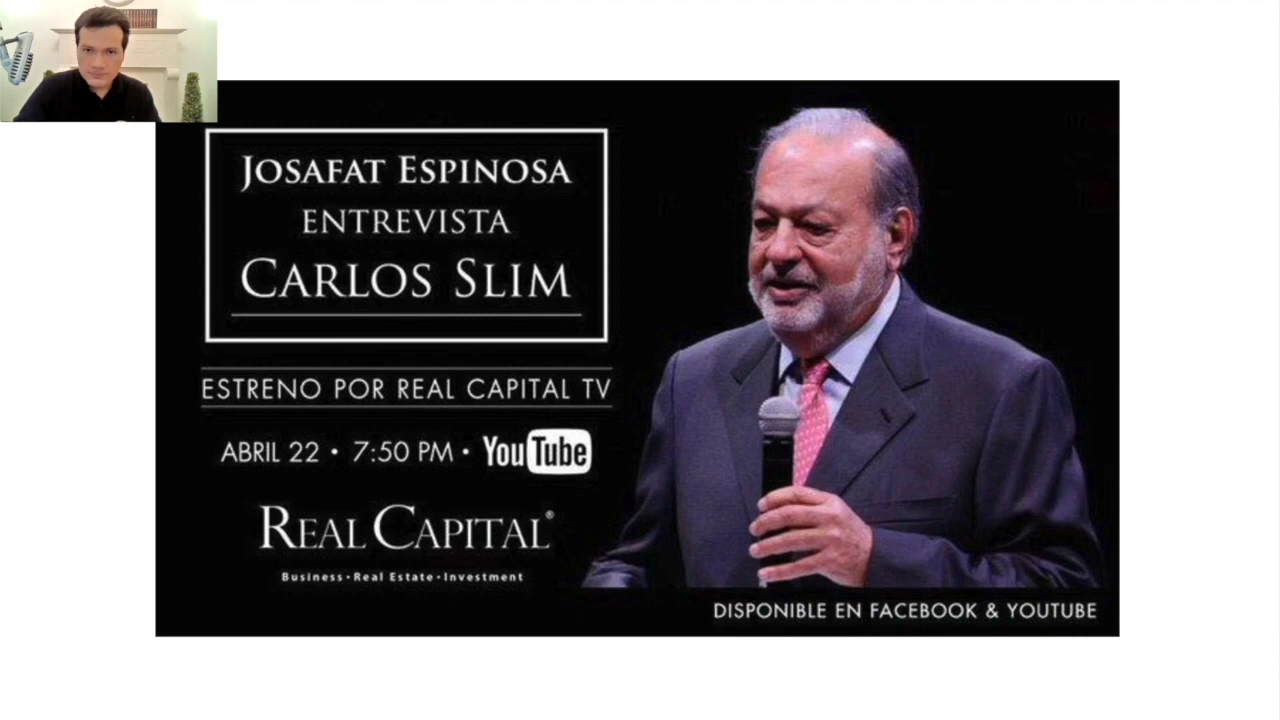 JOSAFAT ESPINOSA
ENTREVISTA
CARLOS SLIM
ESTRENO POR REAL CAPITAL TV
ABRIL 22 • 7:50 PM • YouTube
REAL CAPITAL®
Business • Real Estate • Investment
DISPONIBLE EN FACEBOOK & YOUTUBE